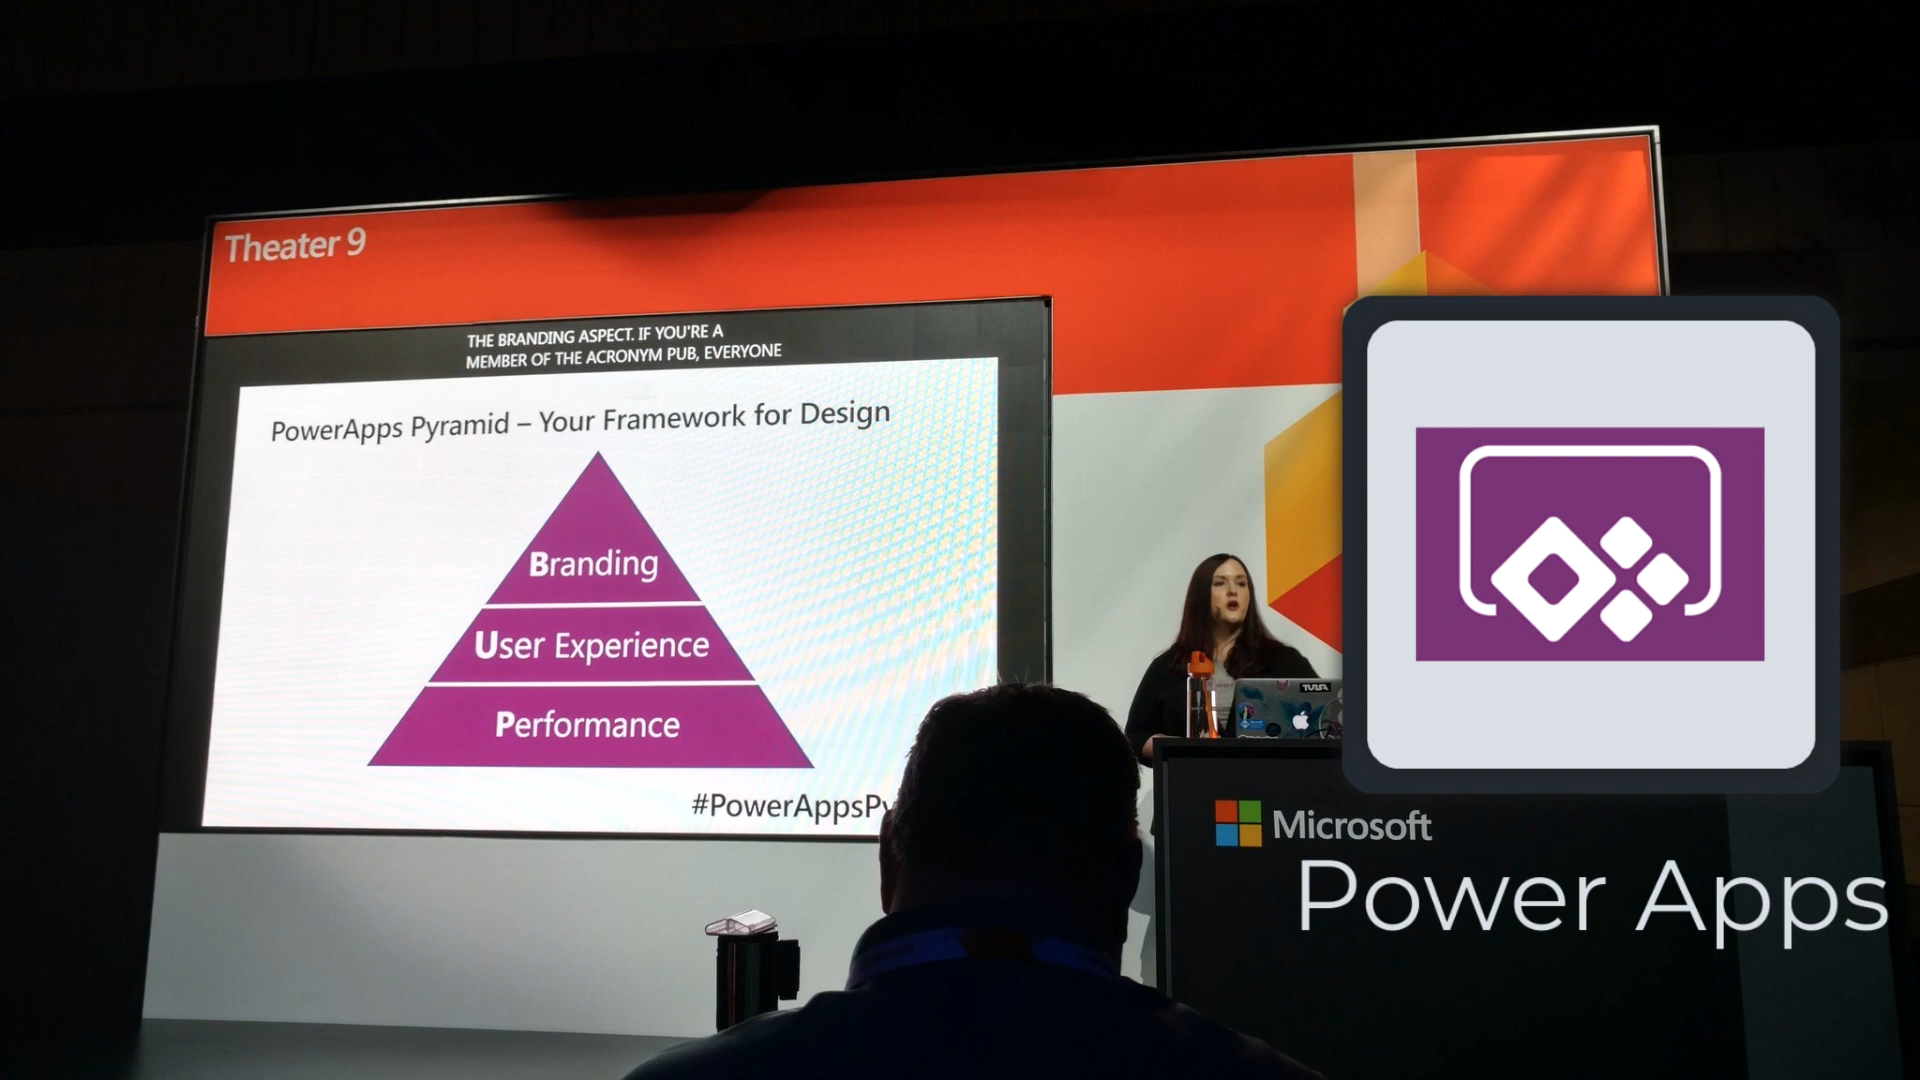 Theater 9
THE BRANDING ASPECT. IF YOU'RE A
MEMBER OF THE ACRONYM PUB, EVERYONE
PowerApps Pyramid – Your Framework for Design
Branding
User Experience
Performance
#PowerAppsPy
TULSA
Microsoft
Power Apps